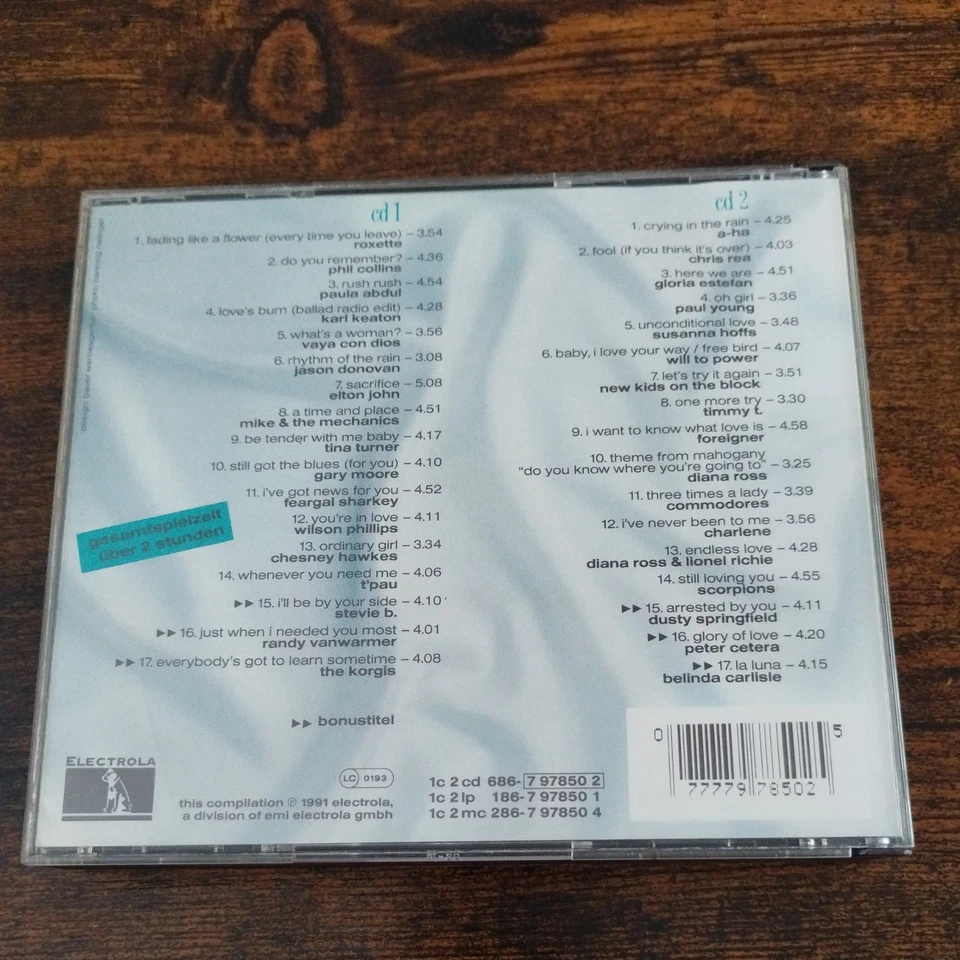 cd 1
1. fading like a flower (every time you leave) – 3.54
roxette
2. do you remember? – 4.36
phil collins
3. rush rush – 4.54
paula abdul
4. love's burn (ballad radio edit) – 4.28
karl keaton
5. what's a woman? – 3.56
vaya con dios
6. rhythm of the rain – 3.08
jason donovan
7. sacrifice – 5.08
elton john
8. a time and place – 4.51
mike & the mechanics
9. be tender with me baby – 4.17
tina turner
10. still got the blues (for you) – 4.10
gary moore
11. i've got news for you – 4.52
feargal sharkey
12. you're in love – 4.11
wilson phillips
13. ordinary girl – 3.34
chesney hawkes
14. whenever you need me – 4.06
t'pau
▶▶ 15. i'll be by your side – 4.10
stevie b.
▶▶ 16. just when i needed you most – 4.01
randy vanwarmer
▶▶ 17. everybody's got to learn sometime – 4.08
the korgis
▶▶ bonustitel
gesamtspielzeit
über 2 stunden
cd 2
1. crying in the rain – 4.25
a-ha
2. fool (if you think it's over) – 4.03
chris rea
3. here we are – 4.51
gloria estefan
4. oh girl – 3.36
paul young
5. unconditional love – 3.48
susanna hoffs
6. baby, i love your way / free bird – 4.07
will to power
7. let's try it again – 3.51
new kids on the block
8. one more try – 3.30
timmy t.
9. i want to know what love is – 4.58
foreigner
10. theme from mahogany
"do you know where you're going to" – 3.25
diana ross
11. three times a lady – 3.39
commodores
12. i've never been to me – 3.56
charlene
13. endless love – 4.28
diana ross & lionel richie
14. still loving you – 4.55
scorpions
▶▶ 15. arrested by you – 4.11
dusty springfield
▶▶ 16. glory of love – 4.20
peter cetera
▶▶ 17. la luna – 4.15
belinda carlisle
ELECTROLA
LC 0193
this compilation ℗ 1991 electrola,
a division of emi electrola gmbh
1c 2 cd 686-7 97850 2
1c 2 lp 186-7 97850 1
1c 2 mc 286-7 97850 4
0 77779 78502 5